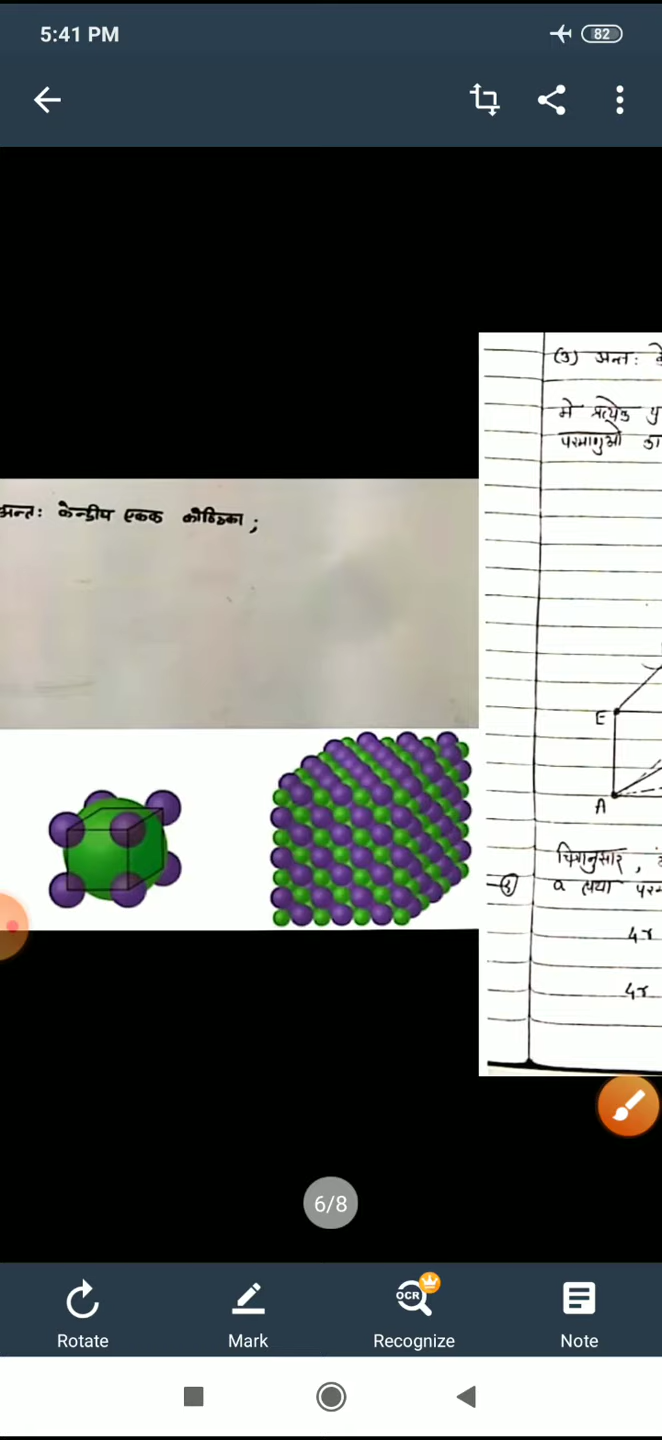 5:41 PM
82
अन्तः केन्द्रीय एकक कोष्ठिका ;
(3) अन्तः
मे प्रत्येक
परमाणुओ का
E
A
चित्रानुसार ,
a तथा
4r
4r
6/8
OCR
Rotate Mark Recognize Note